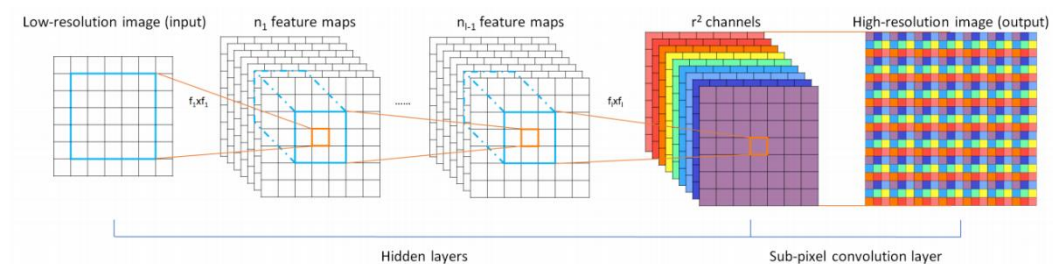 Low-resolution image (input)
n1 feature maps
nl-1 feature maps
r² channels
High-resolution image (output)
f1xf1
......
flxfl
Hidden layers
Sub-pixel convolution layer